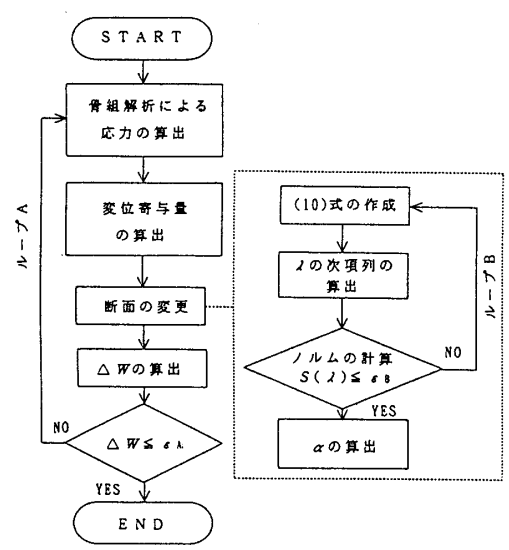 START
骨組解析による
応力の算出
変位寄与量
の算出
断面の変更
△Wの算出
△W≦εA
NO
YES
END
ループA
(10)式の作成
λの次項列の
算出
ノルムの計算
S(λ)≦εB
NO
YES
αの算出
ループB